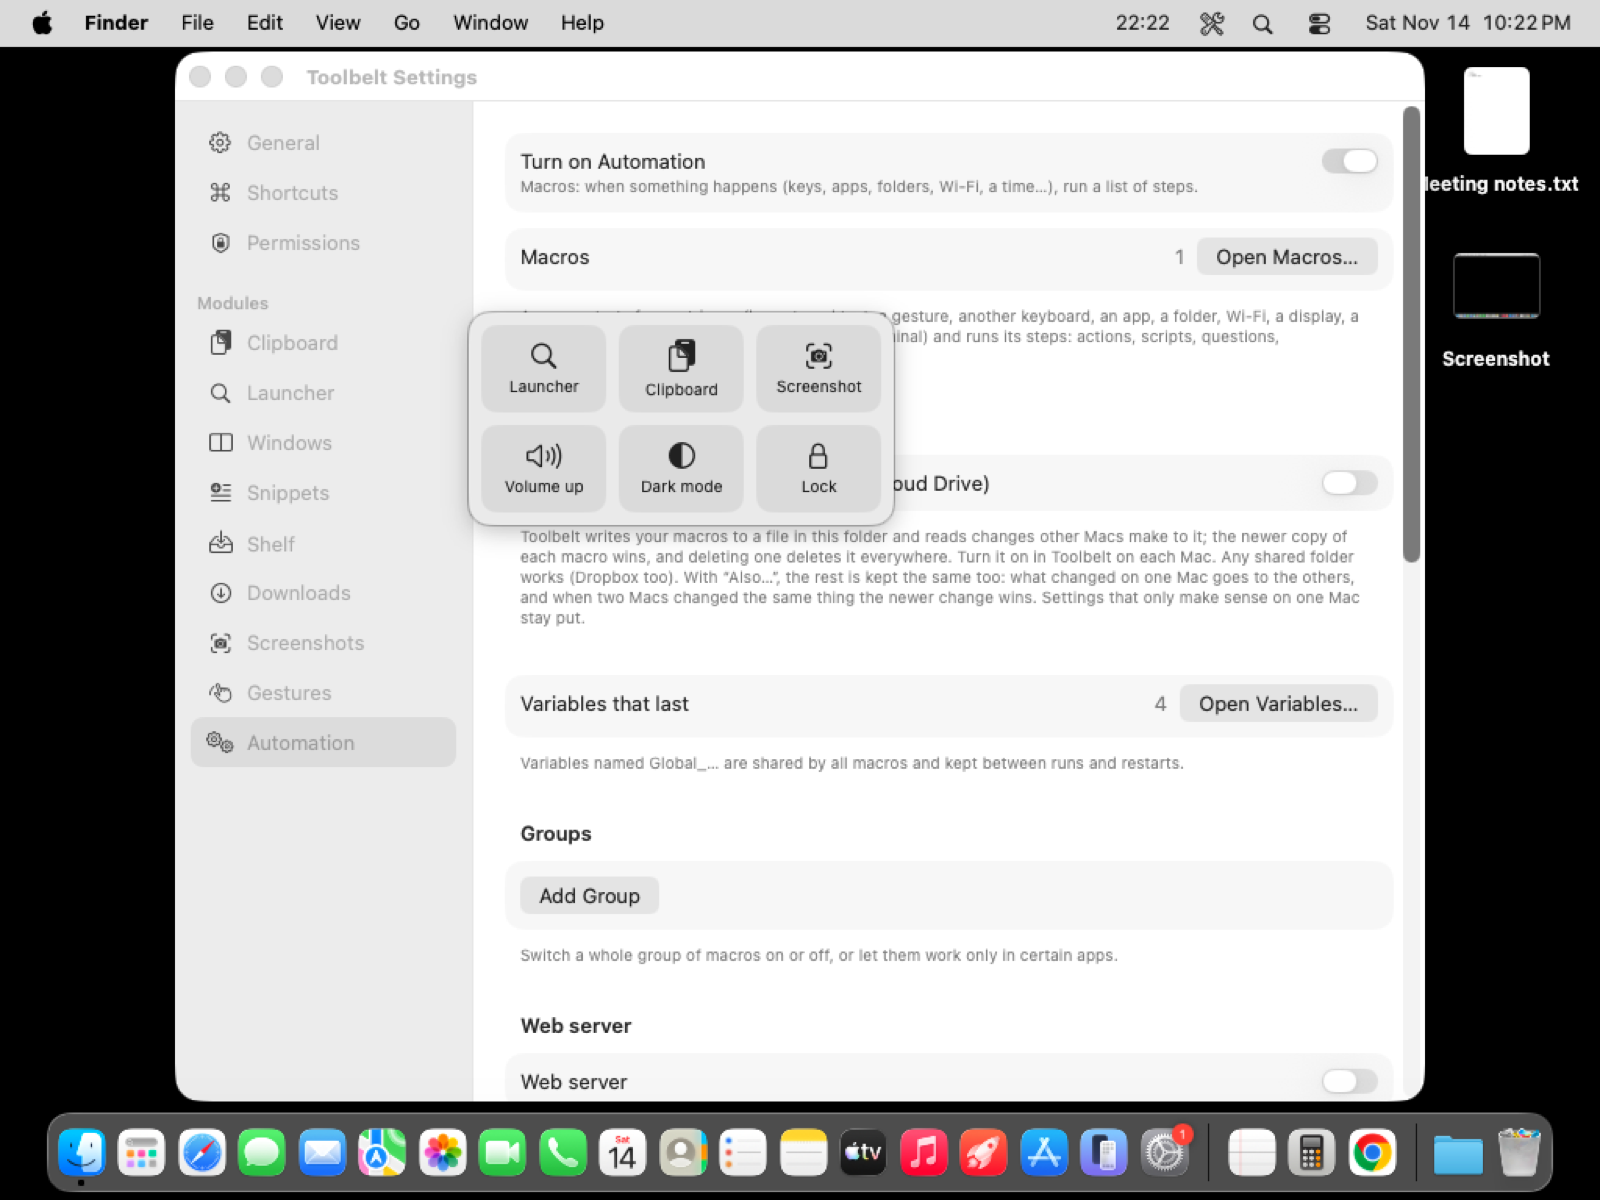 Finder File Edit View Go Window Help 22:22 Sat Nov 14 10:22 PM
Toolbelt Settings
General
Shortcuts
Permissions
Modules
Clipboard
Launcher
Windows
Snippets
Shelf
Downloads
Screenshots
Gestures
Automation
Turn on Automation
Macros: when something happens (keys, apps, folders, Wi-Fi, a time...), run a list of steps.
Macros 1 Open Macros...
gesture, another keyboard, an app, a folder, Wi-Fi, a display, a
inal) and runs its steps: actions, scripts, questions,
Launcher Clipboard Screenshot
Volume up Dark mode Lock
oud Drive)
Toolbelt writes your macros to a file in this folder and reads changes other Macs make to it; the newer copy of
each macro wins, and deleting one deletes it everywhere. Turn it on in Toolbelt on each Mac. Any shared folder
works (Dropbox too). With “Also...”, the rest is kept the same too: what changed on one Mac goes to the others,
and when two Macs changed the same thing the newer change wins. Settings that only make sense on one Mac
stay put.
Variables that last 4 Open Variables...
Variables named Global_... are shared by all macros and kept between runs and restarts.
Groups
Add Group
Switch a whole group of macros on or off, or let them work only in certain apps.
Web server
Web server
eeting notes.txt
Screenshot
Sat
14
tv
1